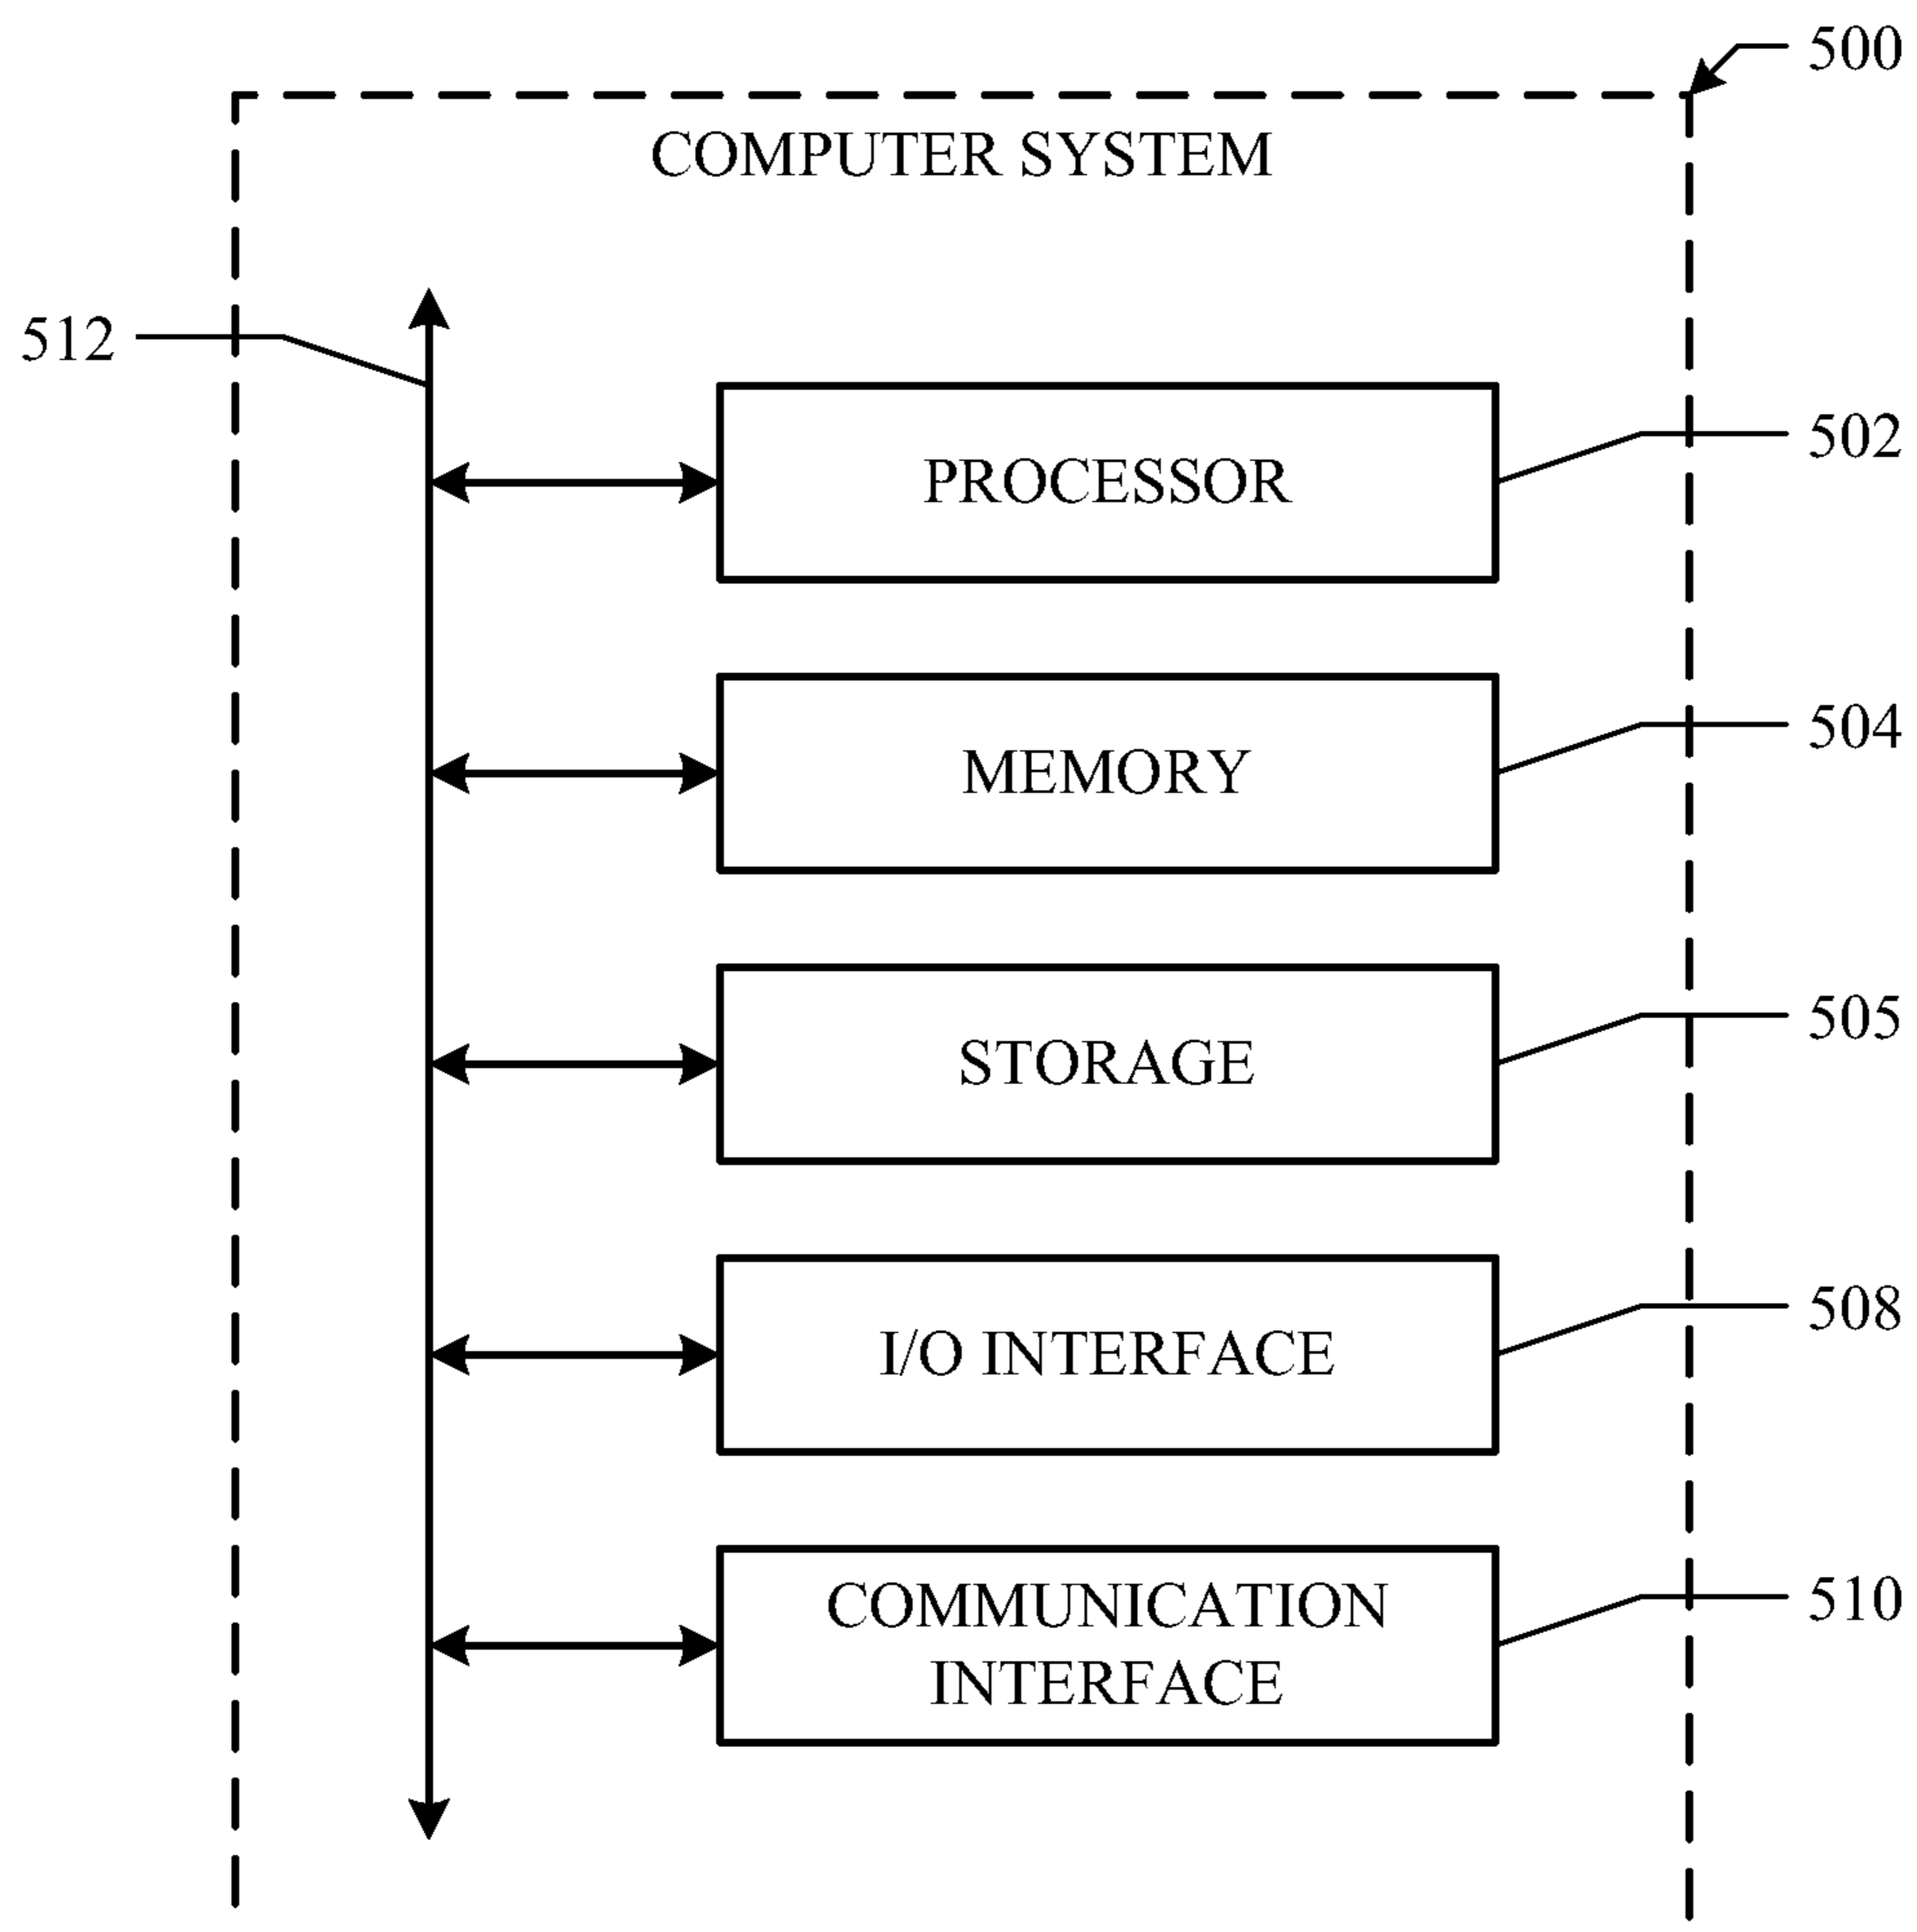 500
COMPUTER SYSTEM
512
502
PROCESSOR
504
MEMORY
505
STORAGE
508
I/O INTERFACE
510
COMMUNICATION
INTERFACE